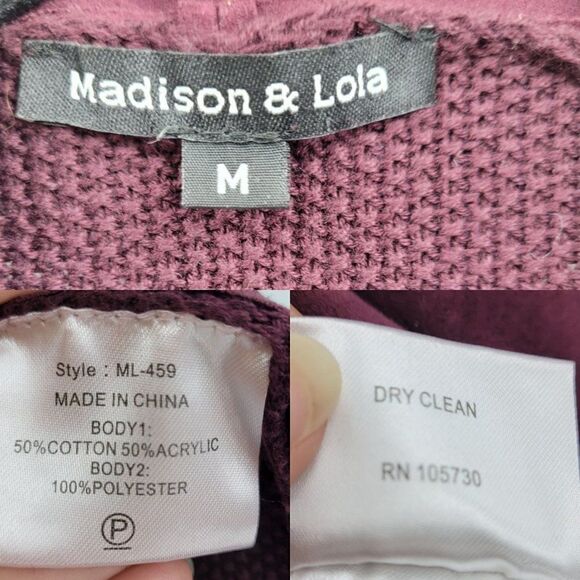 Madison & Lola
M
Style : ML-459
MADE IN CHINA
BODY1:
50%COTTON 50%ACRYLIC
BODY2:
100%POLYESTER
P
DRY CLEAN
RN 105730